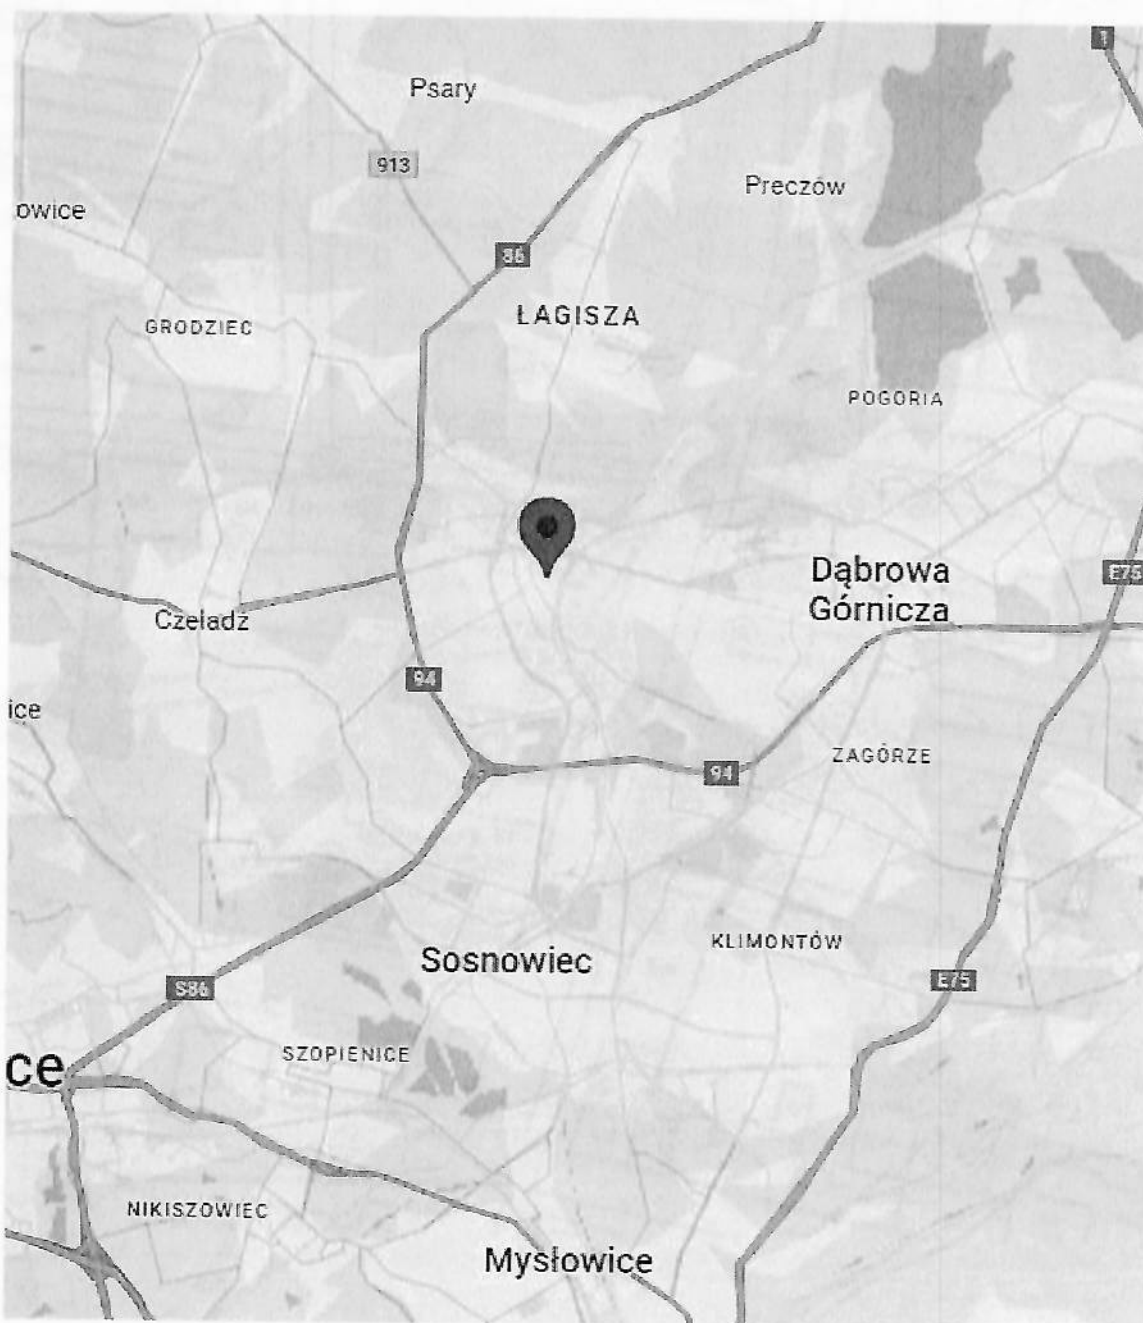 1
Psary
913
Preczów
owice
86
ŁAGISZA
GRODZIEC
POGORIA
Dąbrowa
Górnicza
E75
Czeladź
94
ice
ZAGÓRZE
94
KLIMONTÓW
Sosnowiec
E75
S86
SZOPIENICE
ce
NIKISZOWIEC
Mysłowice